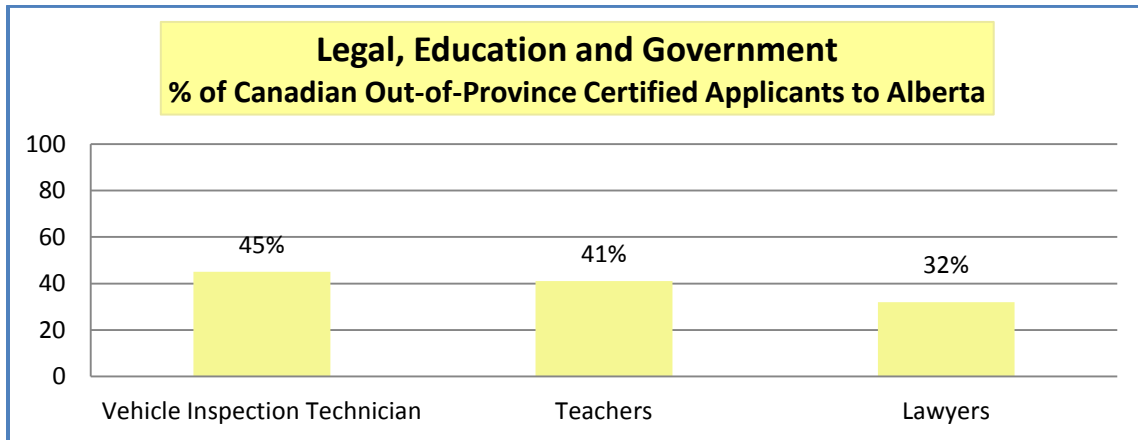 Legal, Education and Government
% of Canadian Out-of-Province Certified Applicants to Alberta
100
80
60
40
20
0
45%
41%
32%
Vehicle Inspection Technician
Teachers
Lawyers